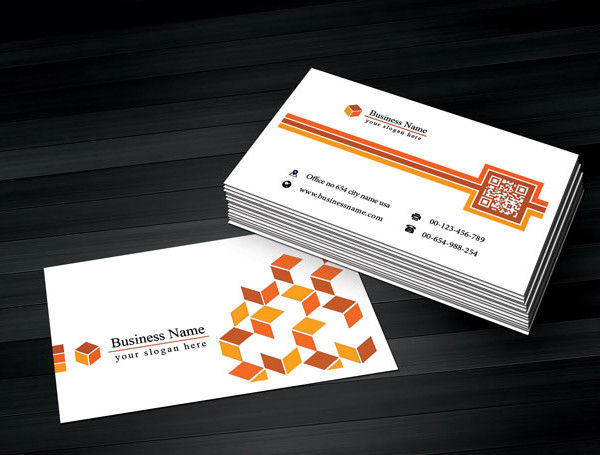 Business Name
your slogan here
Office no 654 city name usa
www.businessname.com
00-123-456-789
00-654-988-254
Business Name
your slogan here